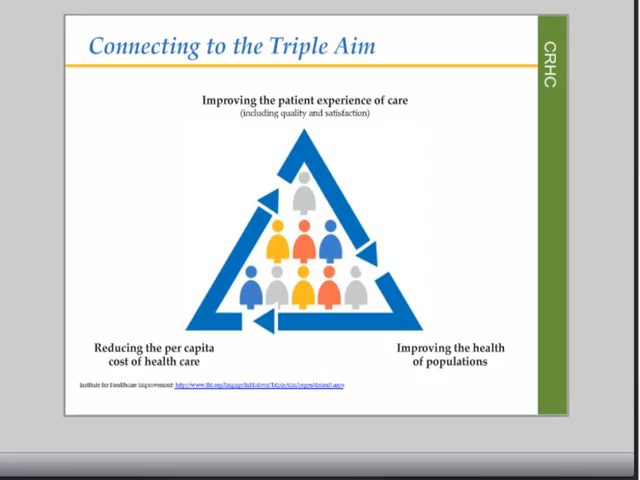 Connecting to the Triple Aim
CRHC
Improving the patient experience of care
(including quality and satisfaction)
Reducing the per capita
cost of health care
Improving the health
of populations
Institute for Healthcare Improvement: